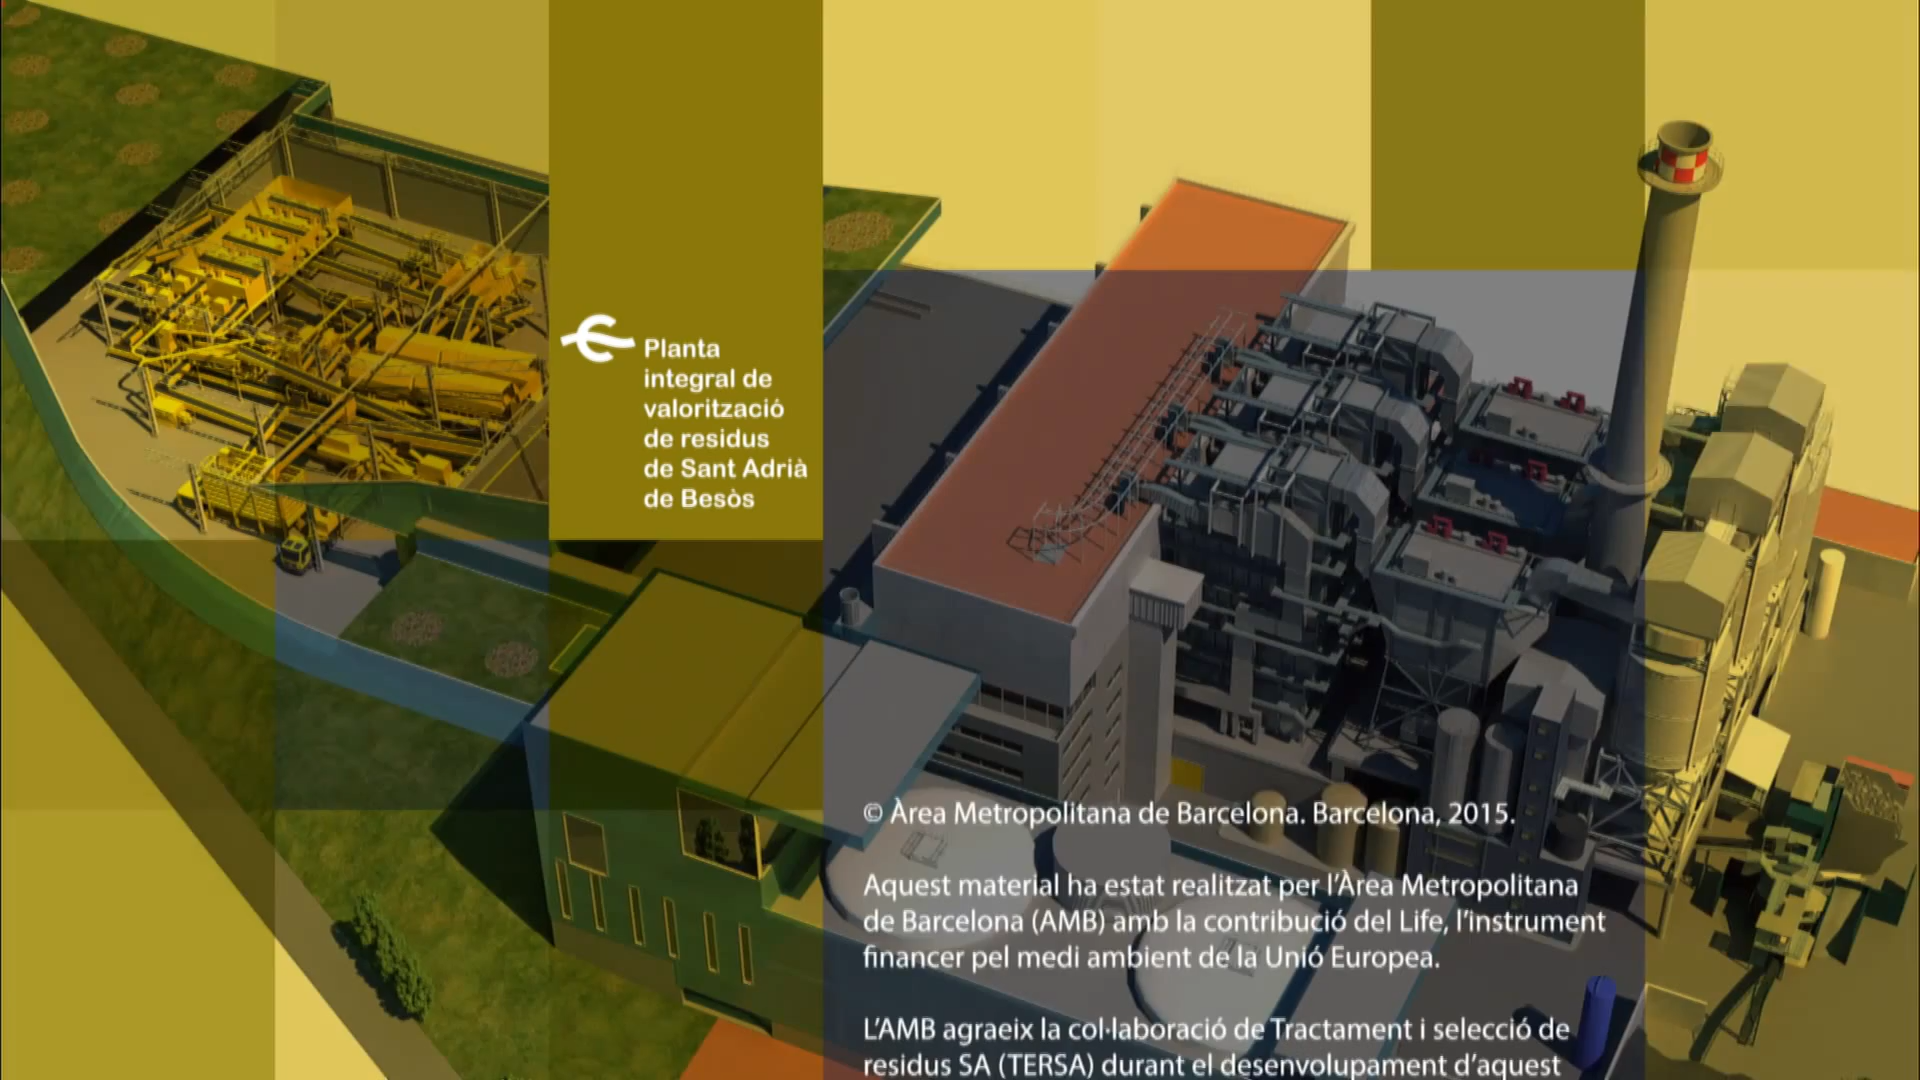 Planta
integral de
valorització
de residus
de Sant Adrià
de Besòs
© Àrea Metropolitana de Barcelona. Barcelona, 2015.
Aquest material ha estat realitzat per l’Àrea Metropolitana
de Barcelona (AMB) amb la contribució del Life, l’instrument
financer pel medi ambient de la Unió Europea.
L’AMB agraeix la col·laboració de Tractament i selecció de
residus SA (TERSA) durant el desenvolupament d’aquest